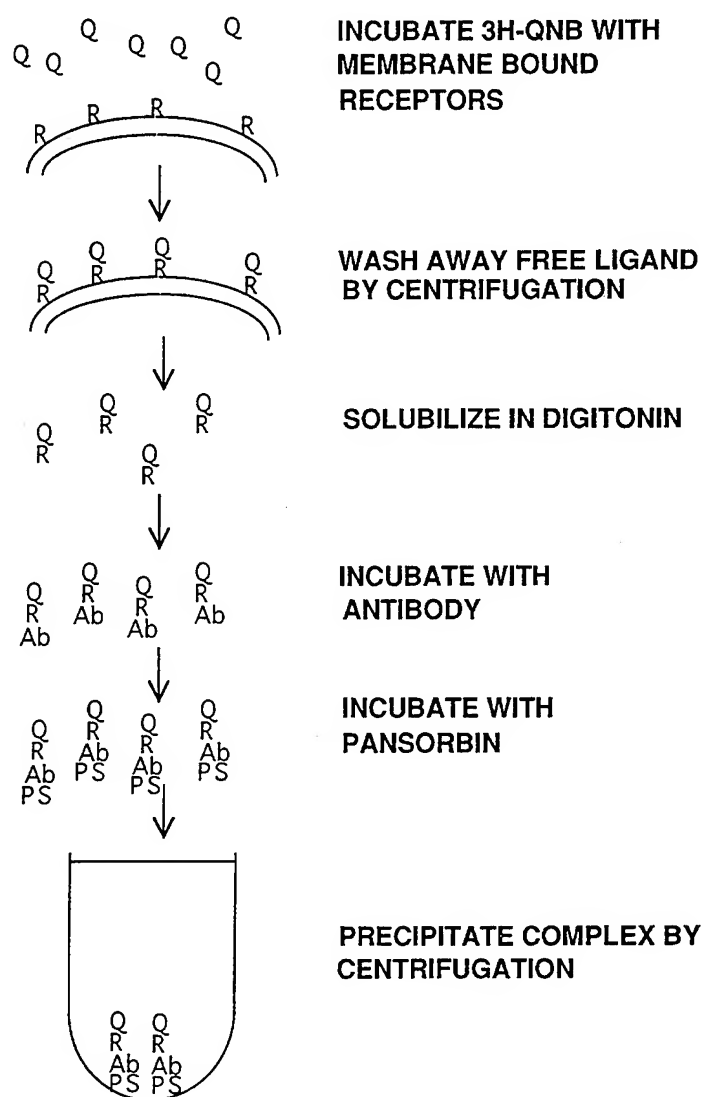 Q Q Q Q Q Q Q
INCUBATE 3H-QNB WITH
MEMBRANE BOUND
RECEPTORS
R R R R
Q Q Q Q
R R R R
WASH AWAY FREE LIGAND
BY CENTRIFUGATION
Q Q Q Q
R R R R
SOLUBILIZE IN DIGITONIN
Q Q Q Q
R R R R
Ab Ab Ab Ab
INCUBATE WITH
ANTIBODY
Q Q Q Q
R R R R
Ab Ab Ab Ab
PS PS PS PS
INCUBATE WITH
PANSORBIN
PRECIPITATE COMPLEX BY
CENTRIFUGATION
Q Q
R R
Ab Ab
PS PS